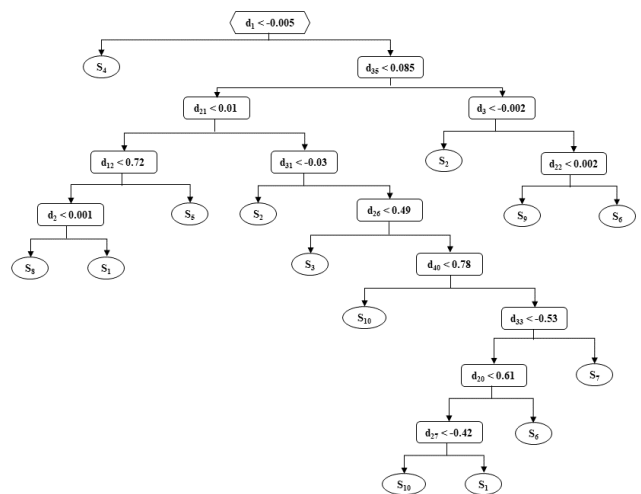 d₁ < -0.005
S₄
d₃₅ < 0.085
d₂₁ < 0.01
d₃ < -0.002
d₁₂ < 0.72
d₃₁ < -0.03
S₂
d₂₂ < 0.002
d₂ < 0.001
S₅
S₂
d₂₆ < 0.49
S₉
S₆
S₈
S₁
S₃
d₄₀ < 0.78
S₁₀
d₃₃ < -0.53
d₂₀ < 0.61
S₇
d₂₇ < -0.42
S₆
S₁₀
S₁